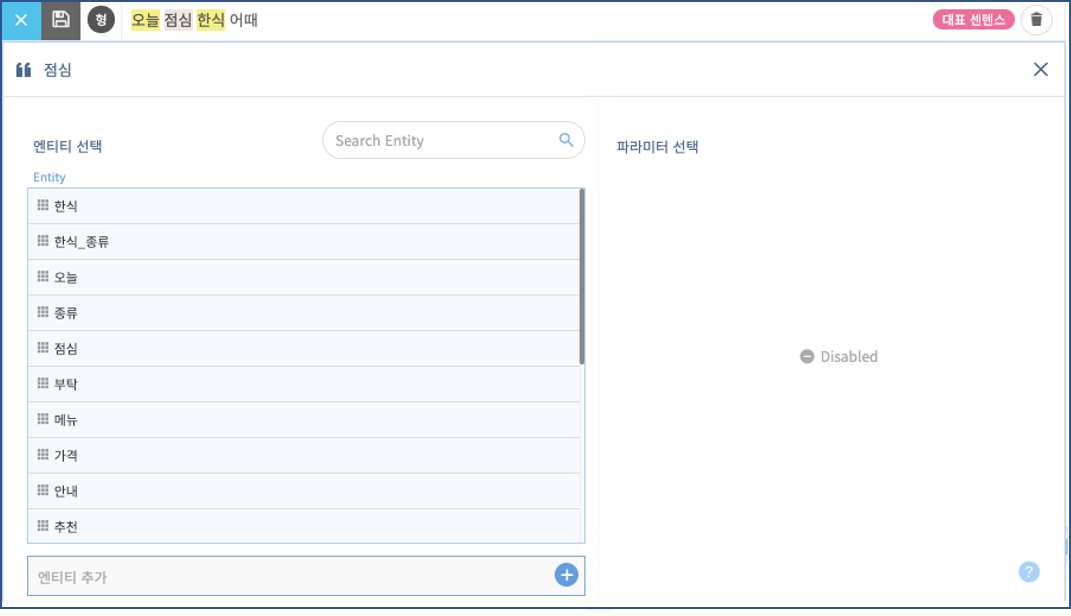 형 오늘 점심 한식 어때 대표 센텐스
점심
엔티티 선택 Search Entity 파라미터 선택
Entity
한식
한식_종류
오늘
종류
점심
Disabled
부탁
메뉴
가격
안내
추천
엔티티 추가
?